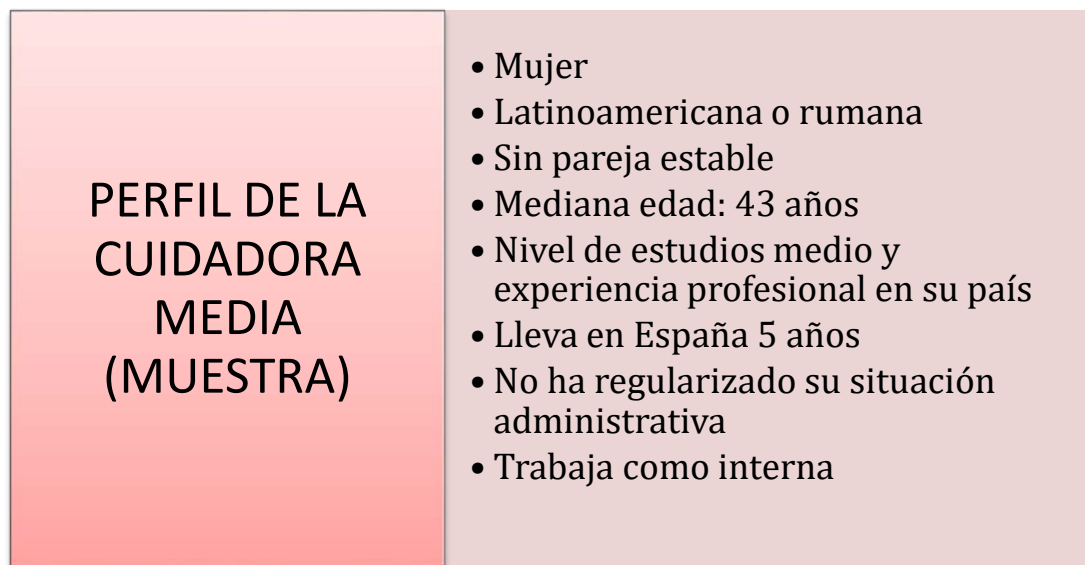 PERFIL DE LA
CUIDADORA
MEDIA
(MUESTRA)
• Mujer
• Latinoamericana o rumana
• Sin pareja estable
• Mediana edad: 43 años
• Nivel de estudios medio y
experiencia profesional en su país
• Lleva en España 5 años
• No ha regularizado su situación
administrativa
• Trabaja como interna